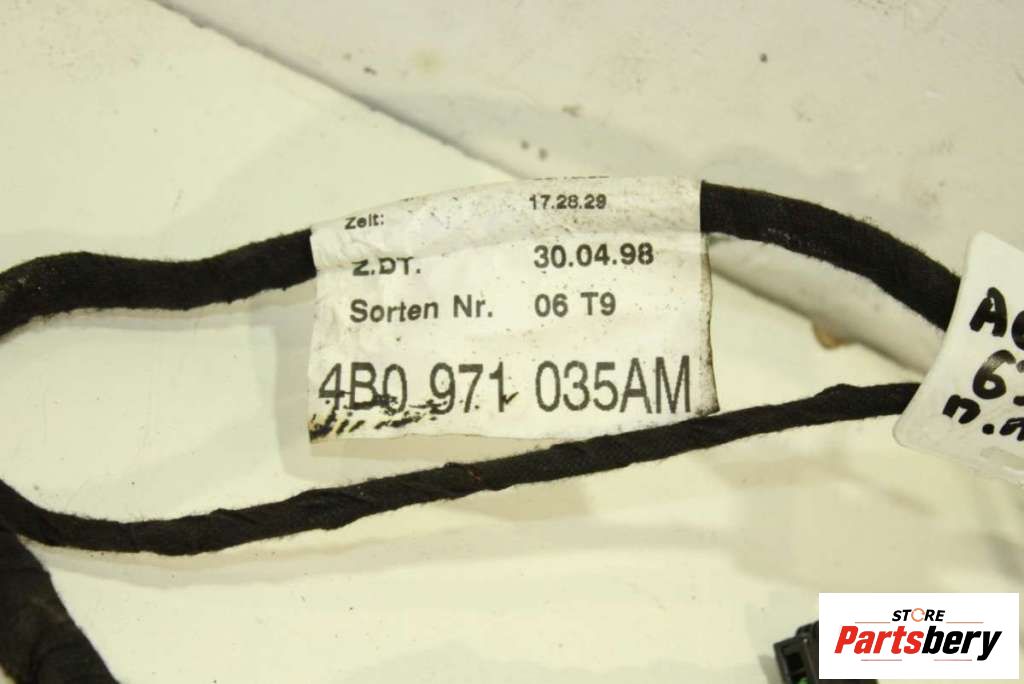 Zeit: 17.28.29
Z.DT. 30.04.98
Sorten Nr. 06 T9
4B0 971 035AM
STORE
Partsbery